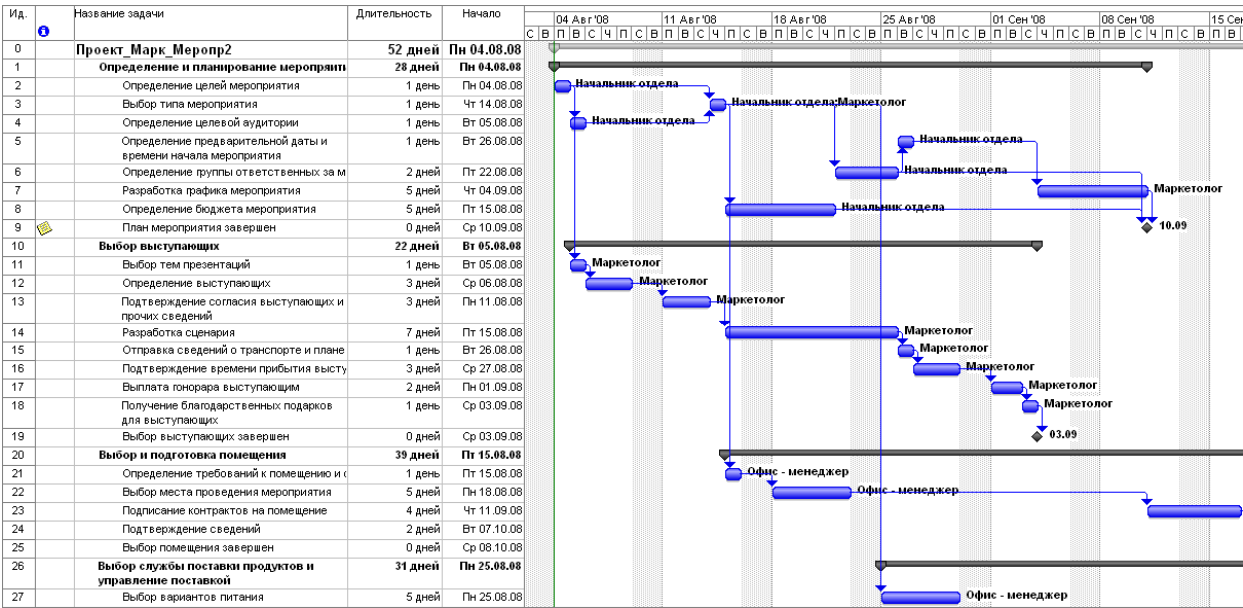 Ид. Название задачи Длительность Начало 04 Авг '08 11 Авг '08 18 Авг '08 25 Авг '08 01 Сен '08 08 Сен '08 15 Сен
С В П В С Ч П С В П В С Ч П С В П В С Ч П С В П В С Ч П С В П В С Ч П С В П В С Ч П С В П В
0 Проект_Марк_Меропр2 52 дней Пн 04.08.08
1 Определение и планирование мероприяти 28 дней Пн 04.08.08
2 Определение целей мероприятия 1 день Пн 04.08.08 Начальник отдела
3 Выбор типа мероприятия 1 день Чт 14.08.08 Начальник отдела;Маркетолог
4 Определение целевой аудитории 1 день Вт 05.08.08 Начальник отдела
5 Определение предварительной даты и 1 день Вт 26.08.08 Начальник отдела
времени начала мероприятия
6 Определение группы ответственных за м 2 дней Пт 22.08.08 Начальник отдела
7 Разработка графика мероприятия 5 дней Чт 04.09.08 Маркетолог
8 Определение бюджета мероприятия 5 дней Пт 15.08.08 Начальник отдела
9 План мероприятия завершен 0 дней Ср 10.09.08 10.09
10 Выбор выступающих 22 дней Вт 05.08.08
11 Выбор тем презентаций 1 день Вт 05.08.08 Маркетолог
12 Определение выступающих 3 дней Ср 06.08.08 Маркетолог
13 Подтверждение согласия выступающих и 3 дней Пн 11.08.08 Маркетолог
прочих сведений
14 Разработка сценария 7 дней Пт 15.08.08 Маркетолог
15 Отправка сведений о транспорте и плане 1 день Вт 26.08.08 Маркетолог
16 Подтверждение времени прибытия высту 3 дней Ср 27.08.08 Маркетолог
17 Выплата гонорара выступающим 2 дней Пн 01.09.08 Маркетолог
18 Получение благодарственных подарков 1 день Ср 03.09.08 Маркетолог
для выступающих
19 Выбор выступающих завершен 0 дней Ср 03.09.08 03.09
20 Выбор и подготовка помещения 39 дней Пт 15.08.08
21 Определение требований к помещению и с 1 день Пт 15.08.08 Офис - менеджер
22 Выбор места проведения мероприятия 5 дней Пн 18.08.08 Офис - менеджер
23 Подписание контрактов на помещение 4 дней Чт 11.09.08
24 Подтверждение сведений 2 дней Вт 07.10.08
25 Выбор помещения завершен 0 дней Ср 08.10.08
26 Выбор службы поставки продуктов и 31 дней Пн 25.08.08
управление поставкой
27 Выбор вариантов питания 5 дней Пн 25.08.08 Офис - менеджер